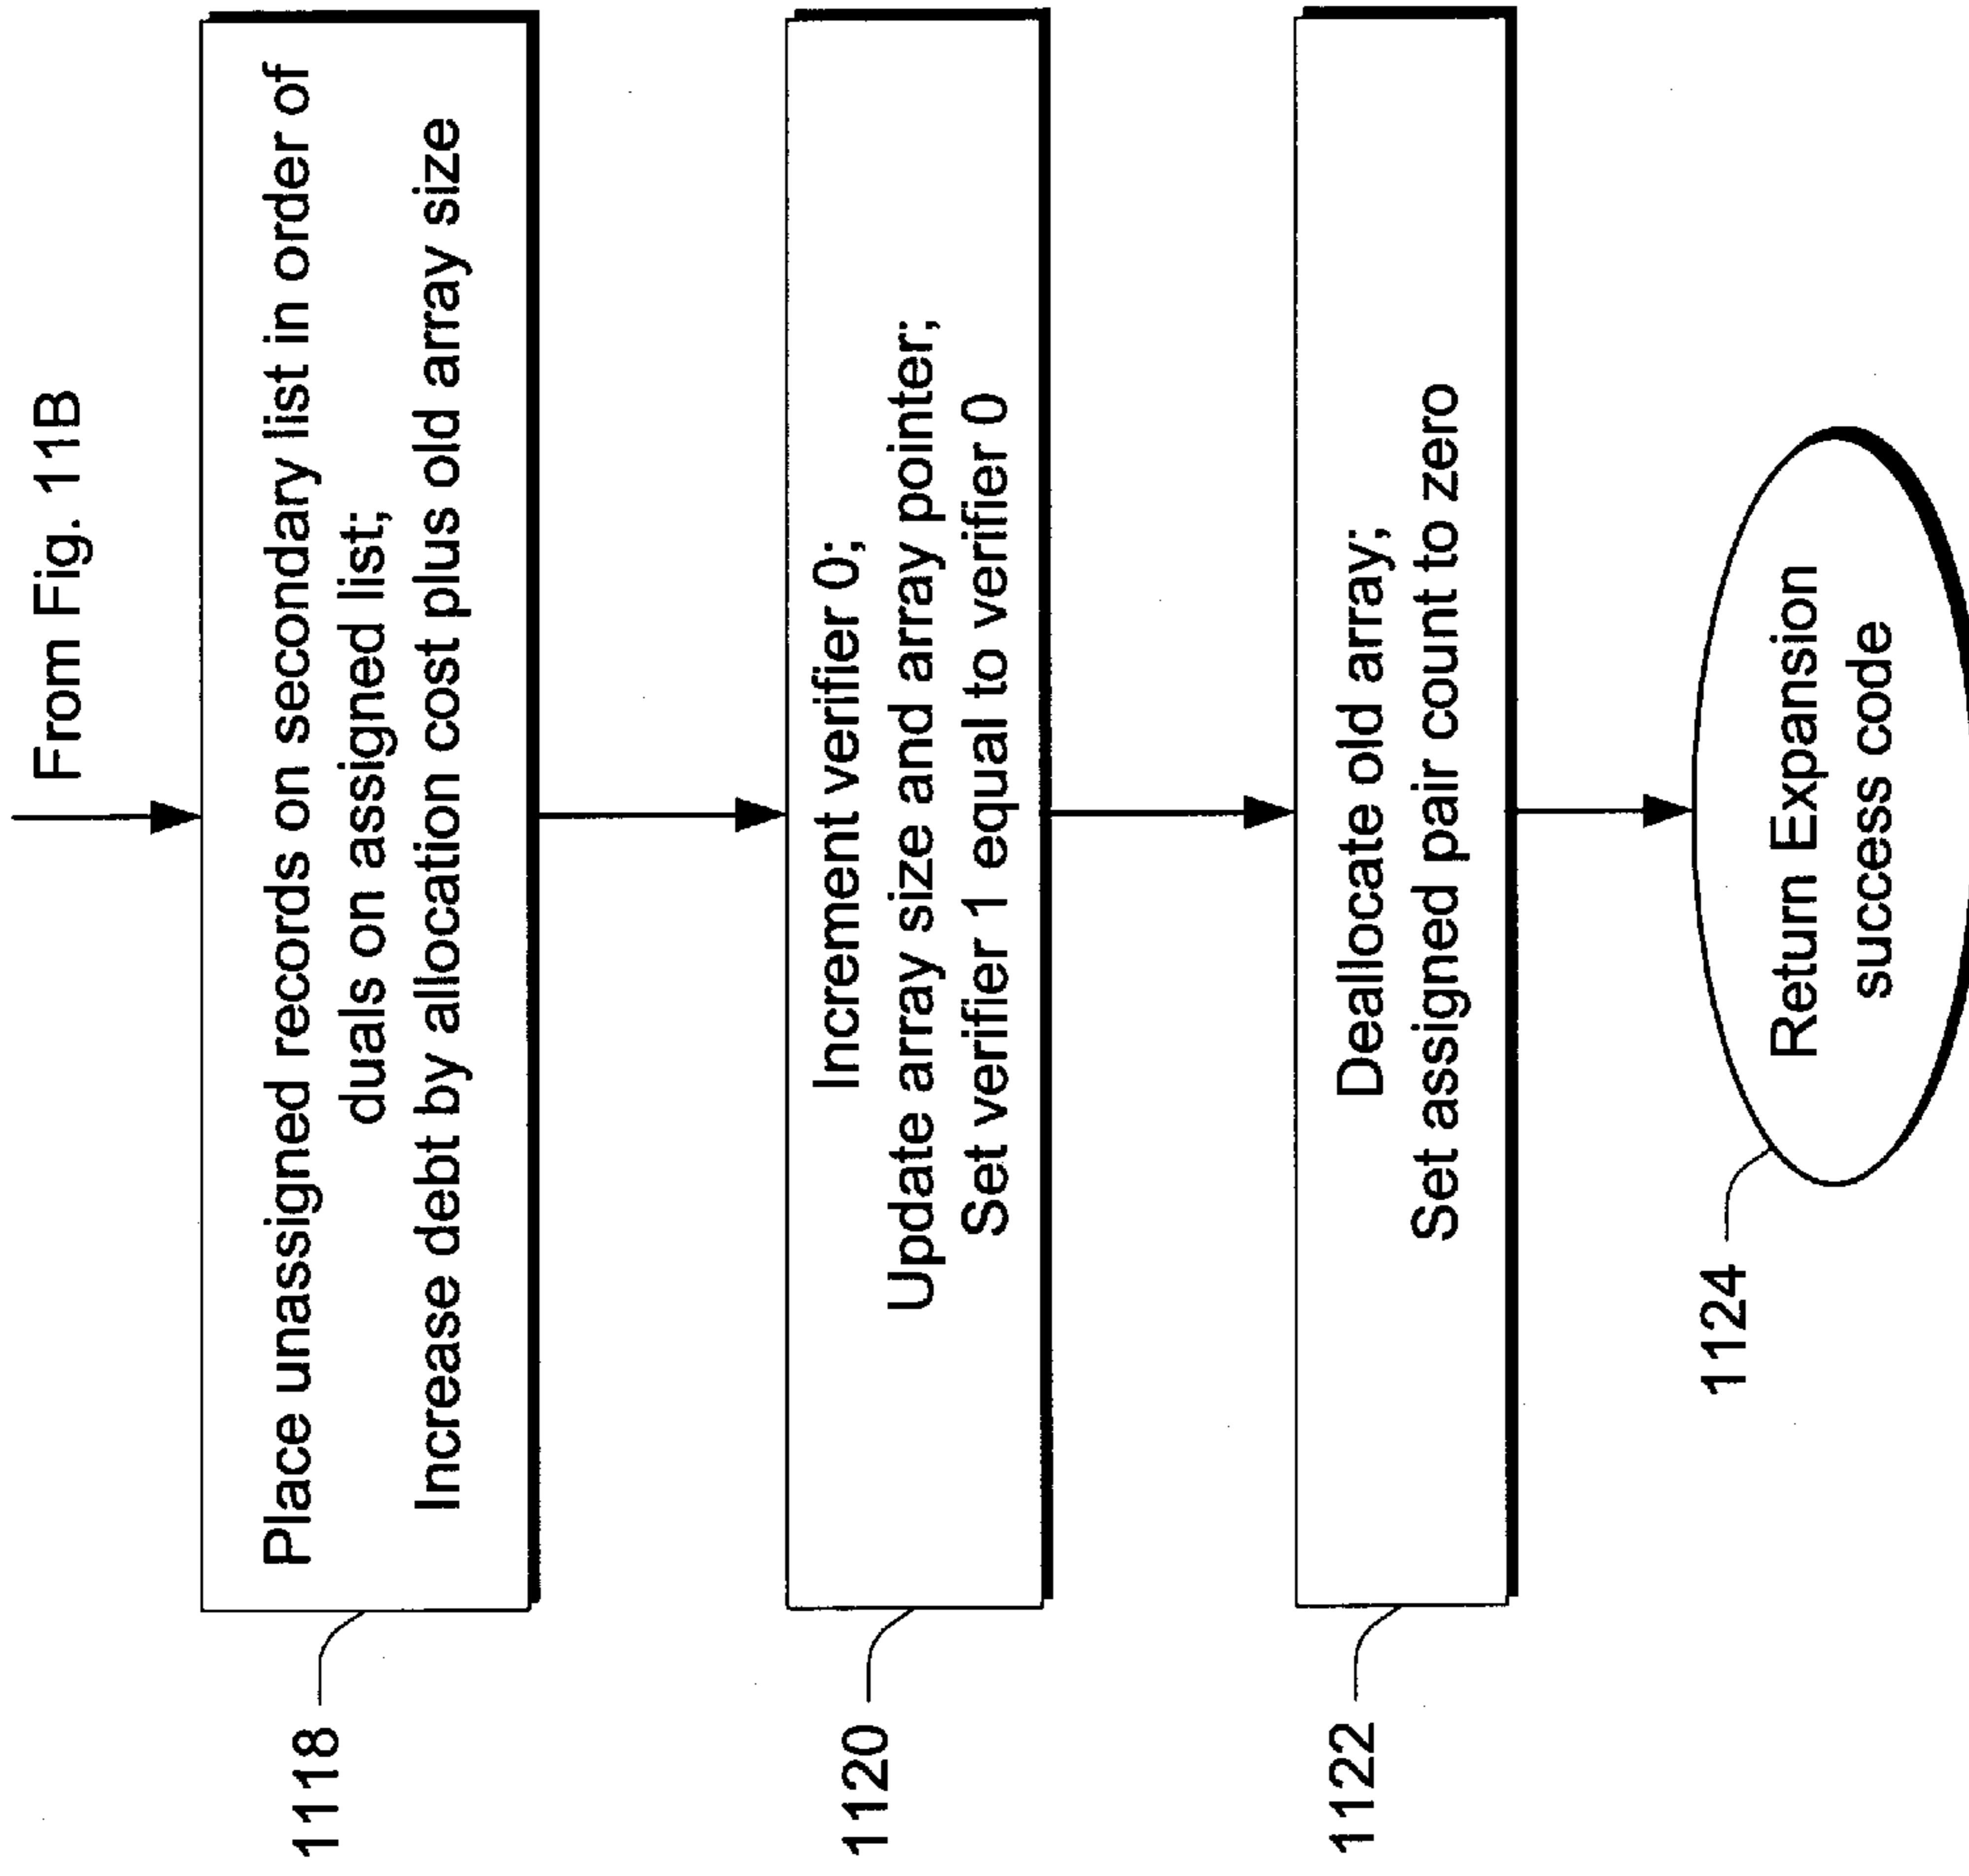 From Fig. 11B
Place unassigned records on secondary list in order of
duals on assigned list;
Increase debt by allocation cost plus old array size
1118
Increment verifier 0;
Update array size and array pointer;
Set verifier 1 equal to verifier 0
1120
Deallocate old array;
Set assigned pair count to zero
1122
Return Expansion
success code
1124